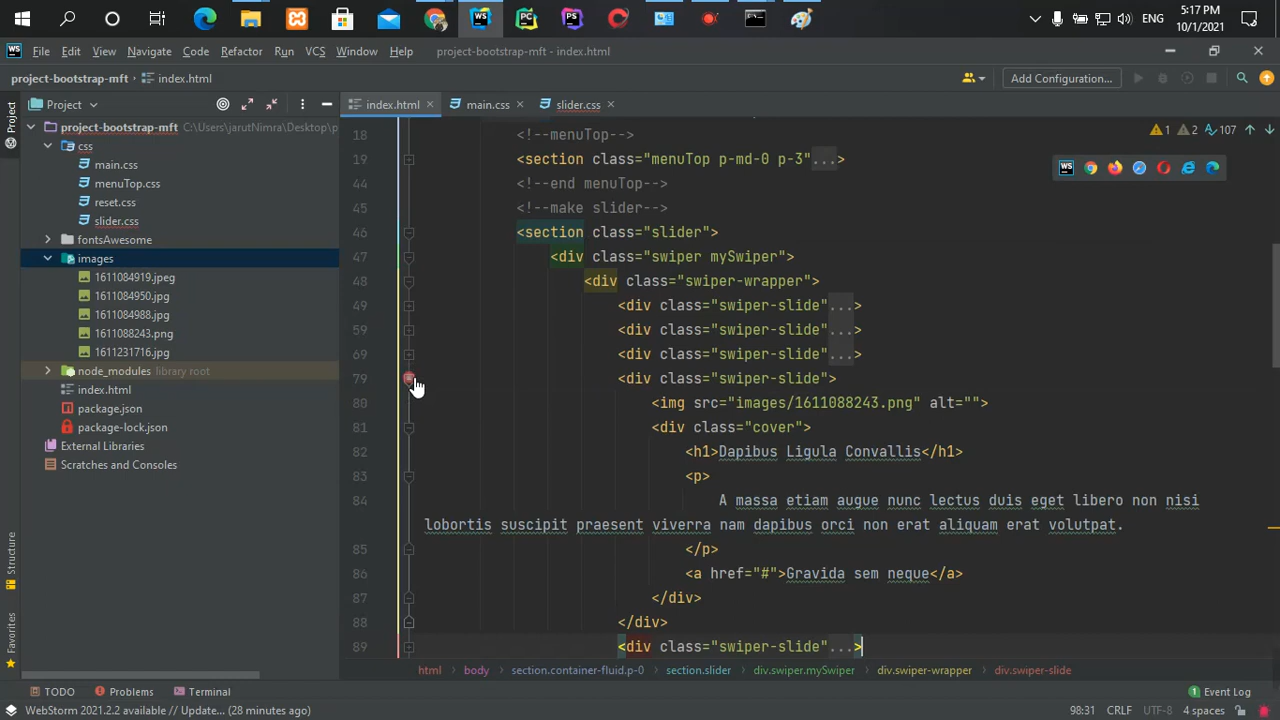 ENG
5:17 PM
10/1/2021
WS
PC
PS
WS
File Edit View Navigate Code Refactor Run VCS Window Help
project-bootstrap-mft - index.html
project-bootstrap-mft
index.html
Add Configuration...
Project
Project
index.html
main.css
slider.css
project-bootstrap-mft C:\Users\jarutNimra\Desktop\p
css
main.css
menuTop.css
reset.css
slider.css
fontsAwesome
images
1611084919.jpeg
1611084950.jpg
1611084988.jpg
1611088243.png
1611231716.jpg
node_modules library root
index.html
package.json
package-lock.json
External Libraries
Scratches and Consoles
Structure
Favorites
1 2 107
18 <!--menuTop-->
19 <section class="menuTop p-md-0 p-3"...>
44 <!--end menuTop-->
45 <!--make slider-->
46 <section class="slider">
47 <div class="swiper mySwiper">
48 <div class="swiper-wrapper">
49 <div class="swiper-slide"...>
59 <div class="swiper-slide"...>
69 <div class="swiper-slide"...>
79 <div class="swiper-slide">
80 <img src="images/1611088243.png" alt="">
81 <div class="cover">
82 <h1>Dapibus Ligula Convallis</h1>
83 <p>
84 A massa etiam augue nunc lectus duis eget libero non nisi
lobortis suscipit praesent viverra nam dapibus orci non erat aliquam erat volutpat.
85 </p>
86 <a href="#">Gravida sem neque</a>
87 </div>
88 </div>
89 <div class="swiper-slide"...>
html body section.container-fluid.p-0 section.slider div.swiper.mySwiper div.swiper-wrapper div.swiper-slide
TODO Problems Terminal
1 Event Log
WebStorm 2021.2.2 available // Update... (28 minutes ago)
98:31 CRLF UTF-8 4 spaces